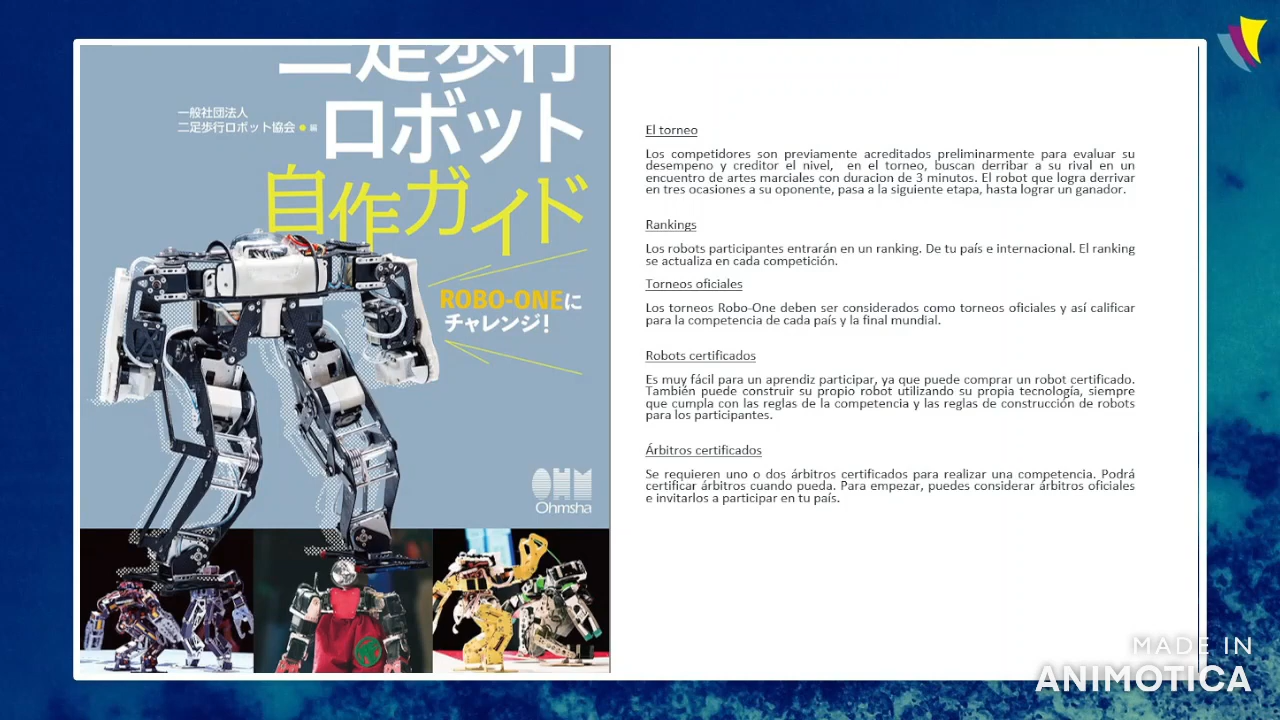 二足歩行
一般社団法人
二足歩行ロボット協会 ● 編
ロボット
自作ガイド
ROBO-ONEに
チャレンジ!
OHM
Ohmsha
El torneo
Los competidores son previamente acreditados preliminarmente para evaluar su
desempeno y creditor el nivel, en el torneo, buscan derribar a su rival en un
encuentro de artes marciales con duracion de 3 minutos. El robot que logra derrivar
en tres ocasiones a su oponente, pasa a la siguiente etapa, hasta lograr un ganador.
Rankings
Los robots participantes entrarán en un ranking. De tu país e internacional. El ranking
se actualiza en cada competición.
Torneos oficiales
Los torneos Robo-One deben ser considerados como torneos oficiales y así calificar
para la competencia de cada país y la final mundial.
Robots certificados
Es muy fácil para un aprendiz participar, ya que puede comprar un robot certificado.
También puede construir su propio robot utilizando su propia tecnología, siempre
que cumpla con las reglas de la competencia y las reglas de construcción de robots
para los participantes.
Árbitros certificados
Se requieren uno o dos árbitros certificados para realizar una competencia. Podrá
certificar árbitros cuando pueda. Para empezar, puedes considerar árbitros oficiales
e invitarlos a participar en tu país.
MADE IN
ANIMOTICA